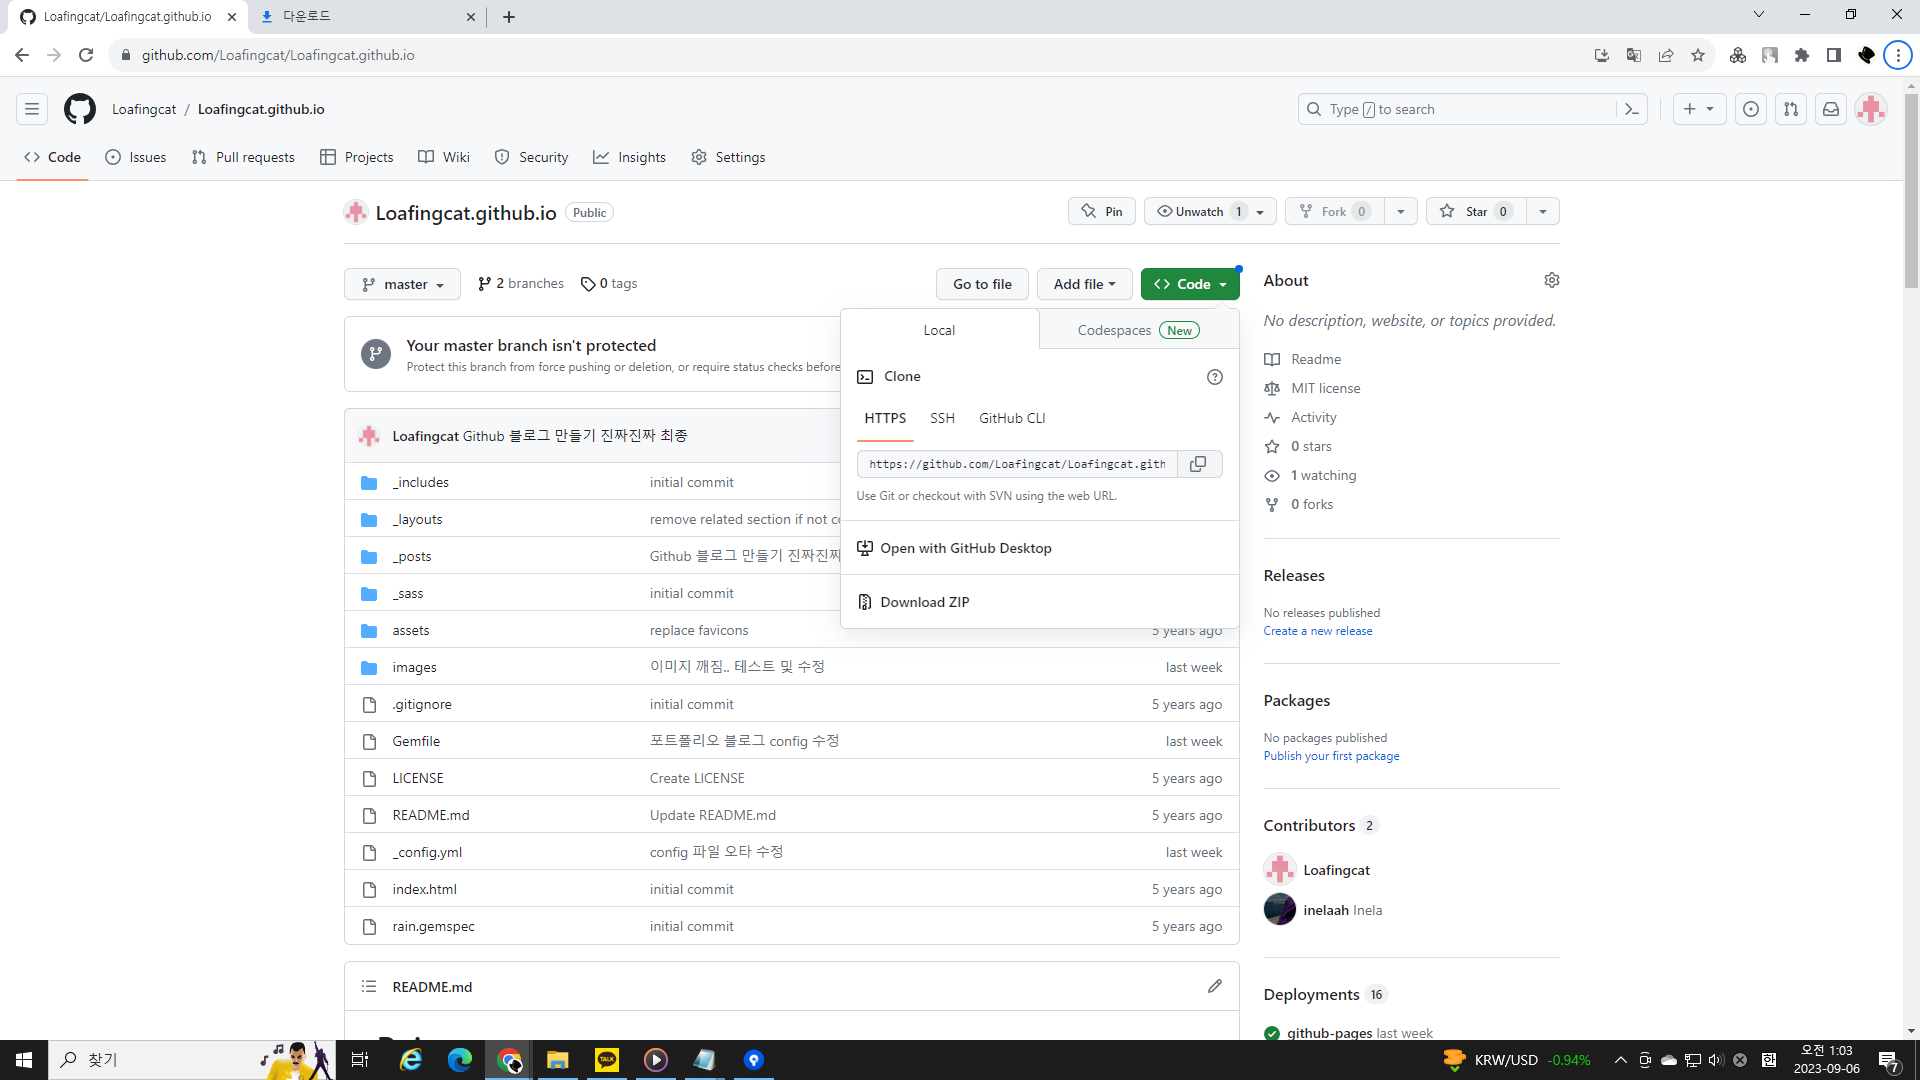 Loafingcat/Loafingcat.github.io
다운로드
github.com/Loafingcat/Loafingcat.github.io
Loafingcat / Loafingcat.github.io
Type / to search
Code Issues Pull requests Projects Wiki Security Insights Settings
Loafingcat.github.io Public
Pin Unwatch 1 Fork 0 Star 0
master 2 branches 0 tags
Go to file Add file Code
Local Codespaces New
Clone
HTTPS SSH GitHub CLI
https://github.com/Loafingcat/Loafingcat.gith
Use Git or checkout with SVN using the web URL.
Open with GitHub Desktop
Download ZIP
Your master branch isn't protected
Protect this branch from force pushing or deletion, or require status checks before
Loafingcat Github 블로그 만들기 진짜진짜 최종
_includes initial commit
_layouts remove related section if not
_posts Github 블로그 만들기 진짜진짜
_sass initial commit
assets replace favicons 5 years ago
images 이미지 깨짐.. 테스트 및 수정 last week
.gitignore initial commit 5 years ago
Gemfile 포트폴리오 블로그 config 수정 last week
LICENSE Create LICENSE 5 years ago
README.md Update README.md 5 years ago
_config.yml config 파일 오타 수정 last week
index.html initial commit 5 years ago
rain.gemspec initial commit 5 years ago
README.md
About
No description, website, or topics provided.
Readme
MIT license
Activity
0 stars
1 watching
0 forks
Releases
No releases published
Create a new release
Packages
No packages published
Publish your first package
Contributors 2
Loafingcat
inelaah Inela
Deployments 16
github-pages last week
찾기
TALK
KRW/USD -0.94%
한
오전 1:03
2023-09-06
7